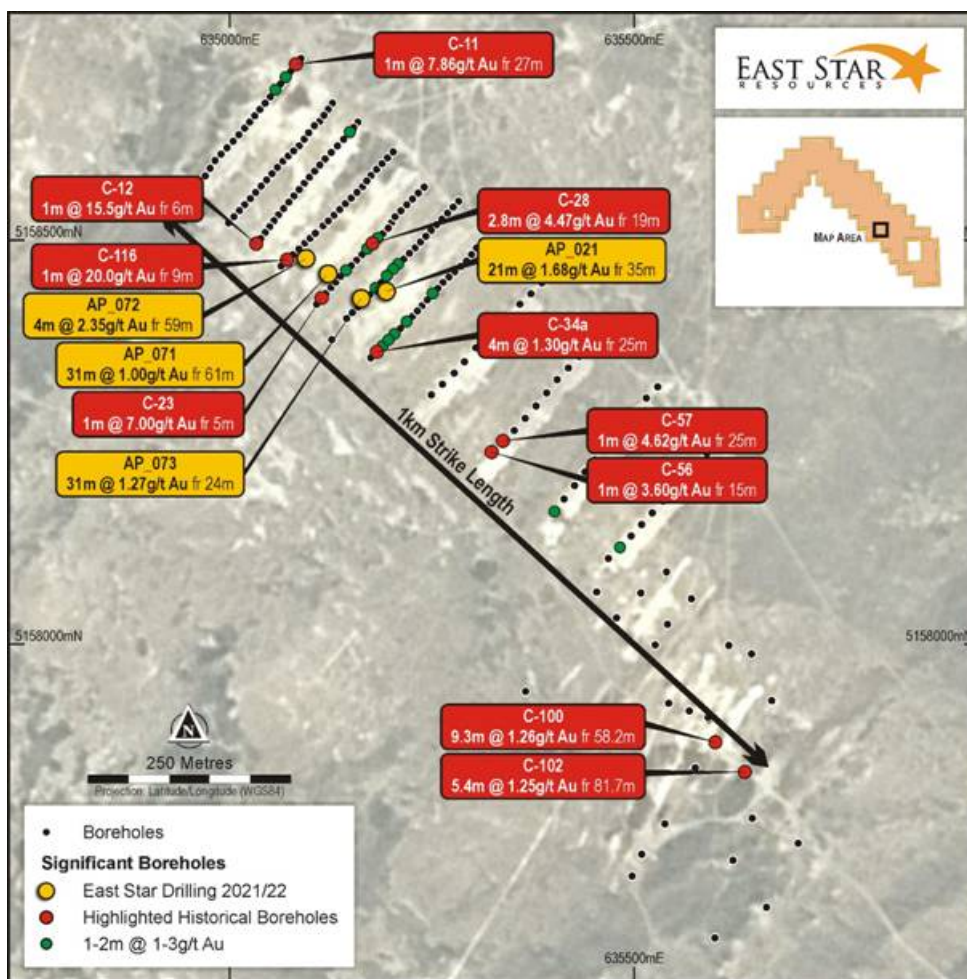 635000mE
635500mE
C-11
1m @ 7.86g/t Au fr 27m
EAST STAR
RESOURCES
MAP AREA
C-12
1m @ 15.5g/t Au fr 6m
C-28
2.8m @ 4.47g/t Au fr 19m
5156500mN
C-116
1m @ 20.0g/t Au fr 9m
AP_021
21m @ 1.68g/t Au fr 35m
AP_072
4m @ 2.35g/t Au fr 59m
C-34a
4m @ 1.30g/t Au fr 25m
AP_071
31m @ 1.00g/t Au fr 61m
C-23
1m @ 7.00g/t Au fr 5m
1km Strike Length
C-57
1m @ 4.62g/t Au fr 25m
AP_073
31m @ 1.27g/t Au fr 24m
C-56
1m @ 3.60g/t Au fr 15m
5158000mN
5158000mN
C-100
9.3m @ 1.26g/t Au fr 58.2m
C-102
5.4m @ 1.25g/t Au fr 81.7m
N
250 Metres
Projection: Latitude/Longitude (WGS84)
Boreholes
Significant Boreholes
East Star Drilling 2021/22
Highlighted Historical Boreholes
1-2m @ 1-3g/t Au
635500mE